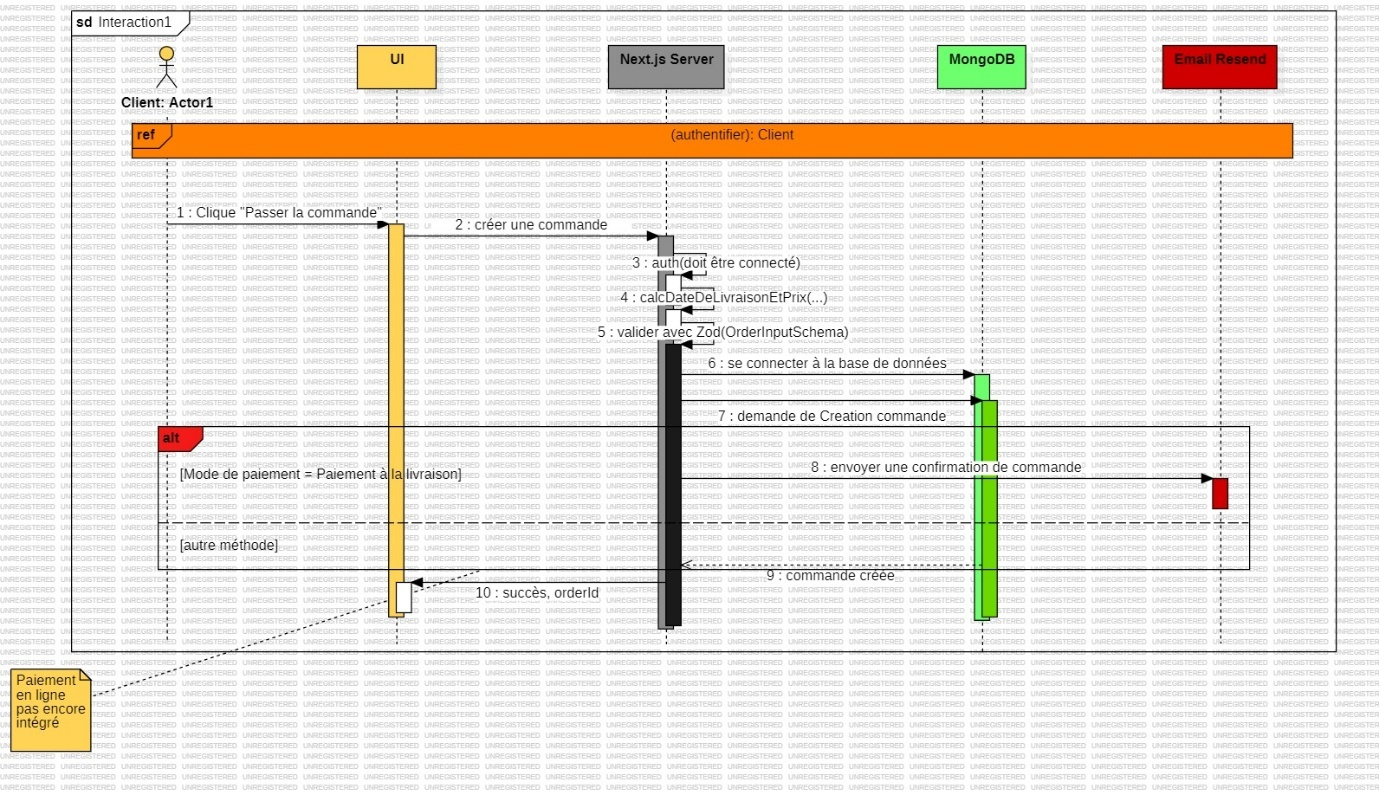 sd Interaction1
UI
Next.js Server
MongoDB
Email Resend
Client: Actor1
ref
(authentifier): Client
1 : Clique "Passer la commande"
2 : créer une commande
3 : auth(doit être connecté)
4 : calcDateDeLivraisonEtPrix(...)
5 : valider avec Zod(OrderInputSchema)
6 : se connecter à la base de données
7 : demande de Creation commande
alt
8 : envoyer une confirmation de commande
[Mode de paiement = Paiement à la livraison]
[autre méthode]
9 : commande créée
10 : succès, orderId
Paiement
en ligne
pas encore
intégré
UNREGISTERED